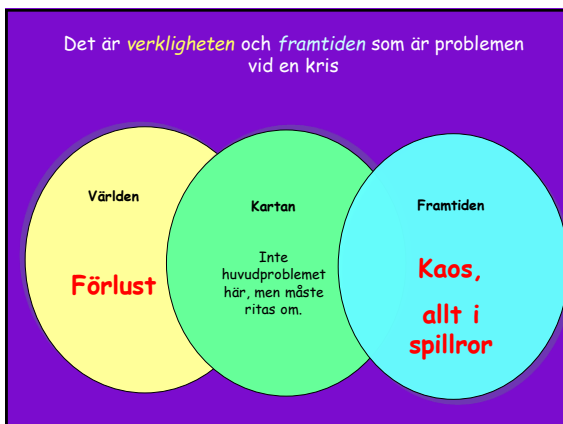 Det är verkligheten och framtiden som är problemen
vid en kris
Världen
Förlust
Kartan
Inte
huvudproblemet
här, men måste
ritas om.
Framtiden
Kaos,
allt i
spillror